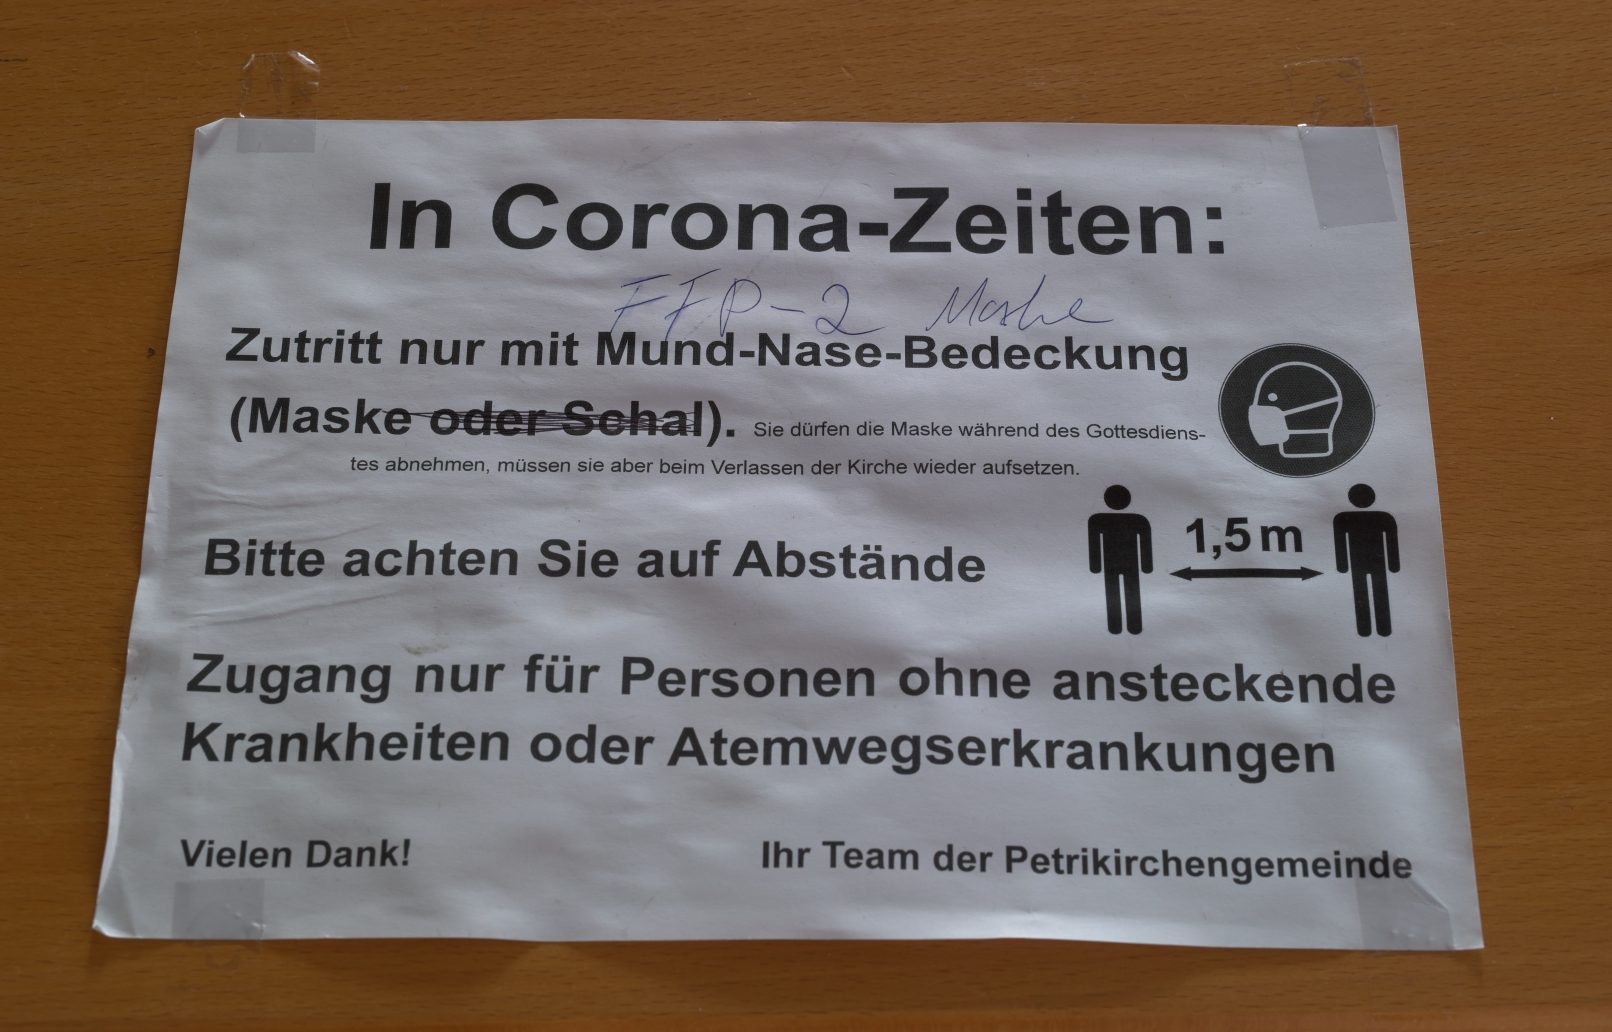 In Corona-Zeiten:
FFP-2 Maske
Zutritt nur mit Mund-Nase-Bedeckung
(Maske oder Schal). Sie dürfen die Maske während des Gottesdiens-
tes abnehmen, müssen sie aber beim Verlassen der Kirche wieder aufsetzen.
Bitte achten Sie auf Abstände
1,5 m
Zugang nur für Personen ohne ansteckende
Krankheiten oder Atemwegserkrankungen
Vielen Dank! Ihr Team der Petrikirchengemeinde